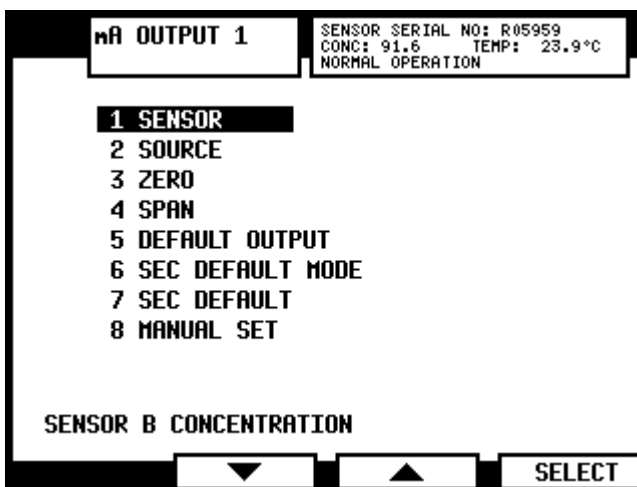 mA OUTPUT 1
SENSOR SERIAL NO: R05959
CONC: 91.6 TEMP: 23.9°C
NORMAL OPERATION
1 SENSOR
2 SOURCE
3 ZERO
4 SPAN
5 DEFAULT OUTPUT
6 SEC DEFAULT MODE
7 SEC DEFAULT
8 MANUAL SET
SENSOR B CONCENTRATION
SELECT